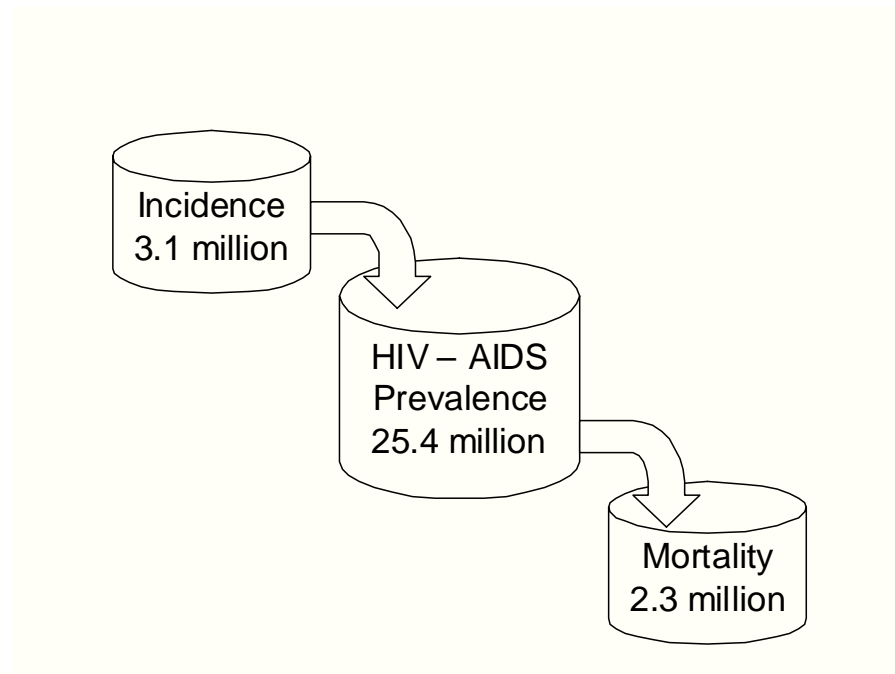 Incidence
3.1 million
HIV – AIDS
Prevalence
25.4 million
Mortality
2.3 million